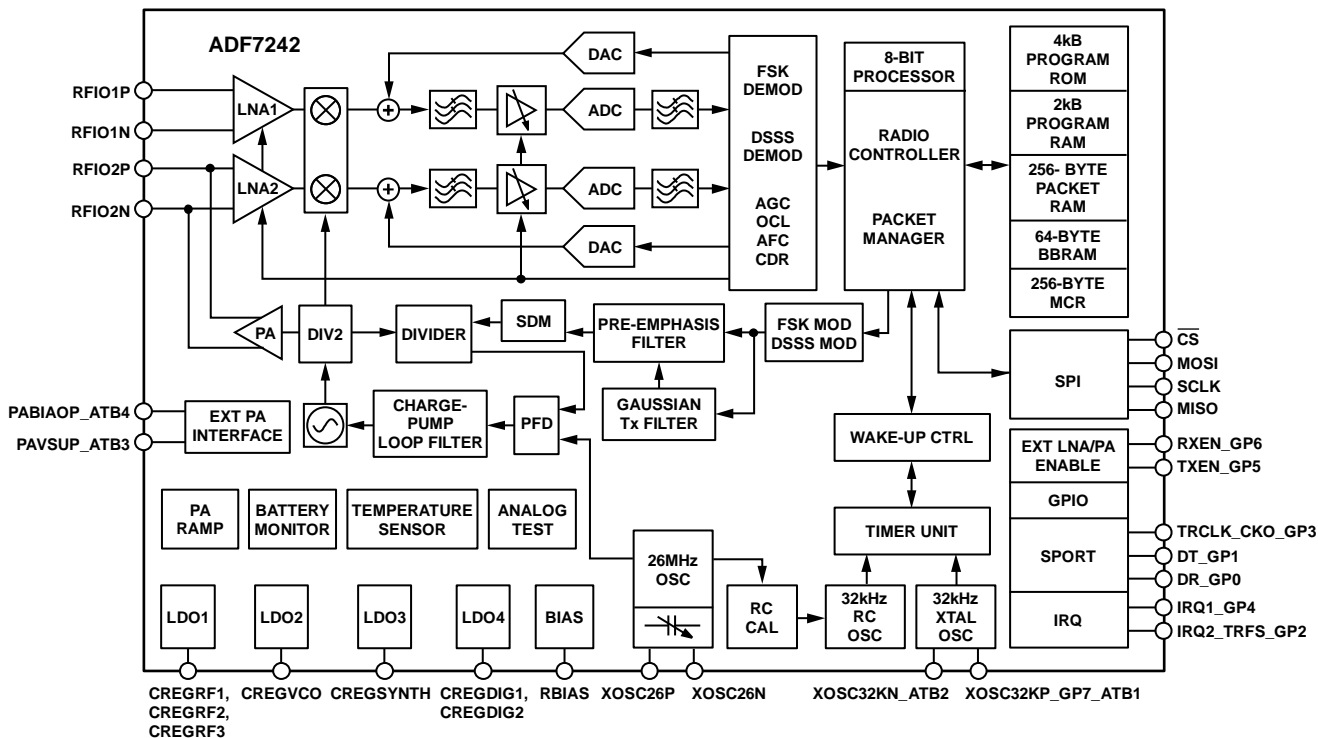 ADF7242
RFIO1P
RFIO1N
RFIO2P
RFIO2N
LNA1
LNA2
DAC
ADC
ADC
DAC
FSK
DEMOD
DSSS
DEMOD
AGC
OCL
AFC
CDR
8-BIT
PROCESSOR
RADIO
CONTROLLER
PACKET
MANAGER
4kB
PROGRAM
ROM
2kB
PROGRAM
RAM
256- BYTE
PACKET
RAM
64-BYTE
BBRAM
256-BYTE
MCR
PA
DIV2
DIVIDER
SDM
PRE-EMPHASIS
FILTER
FSK MOD
DSSS MOD
GAUSSIAN
Tx FILTER
SPI
CS
MOSI
SCLK
MISO
PABIAOP_ATB4
PAVSUP_ATB3
EXT PA
INTERFACE
CHARGE-
PUMP
LOOP FILTER
PFD
WAKE-UP CTRL
EXT LNA/PA
ENABLE
GPIO
SPORT
IRQ
RXEN_GP6
TXEN_GP5
TRCLK_CKO_GP3
DT_GP1
DR_GP0
IRQ1_GP4
IRQ2_TRFS_GP2
PA
RAMP
BATTERY
MONITOR
TEMPERATURE
SENSOR
ANALOG
TEST
TIMER UNIT
26MHz
OSC
LDO1
LDO2
LDO3
LDO4
BIAS
RC
CAL
32kHz
RC
OSC
32kHz
XTAL
OSC
CREGRF1,
CREGRF2,
CREGRF3
CREGVCO
CREGSYNTH
CREGDIG1,
CREGDIG2
RBIAS
XOSC26P
XOSC26N
XOSC32KN_ATB2
XOSC32KP_GP7_ATB1